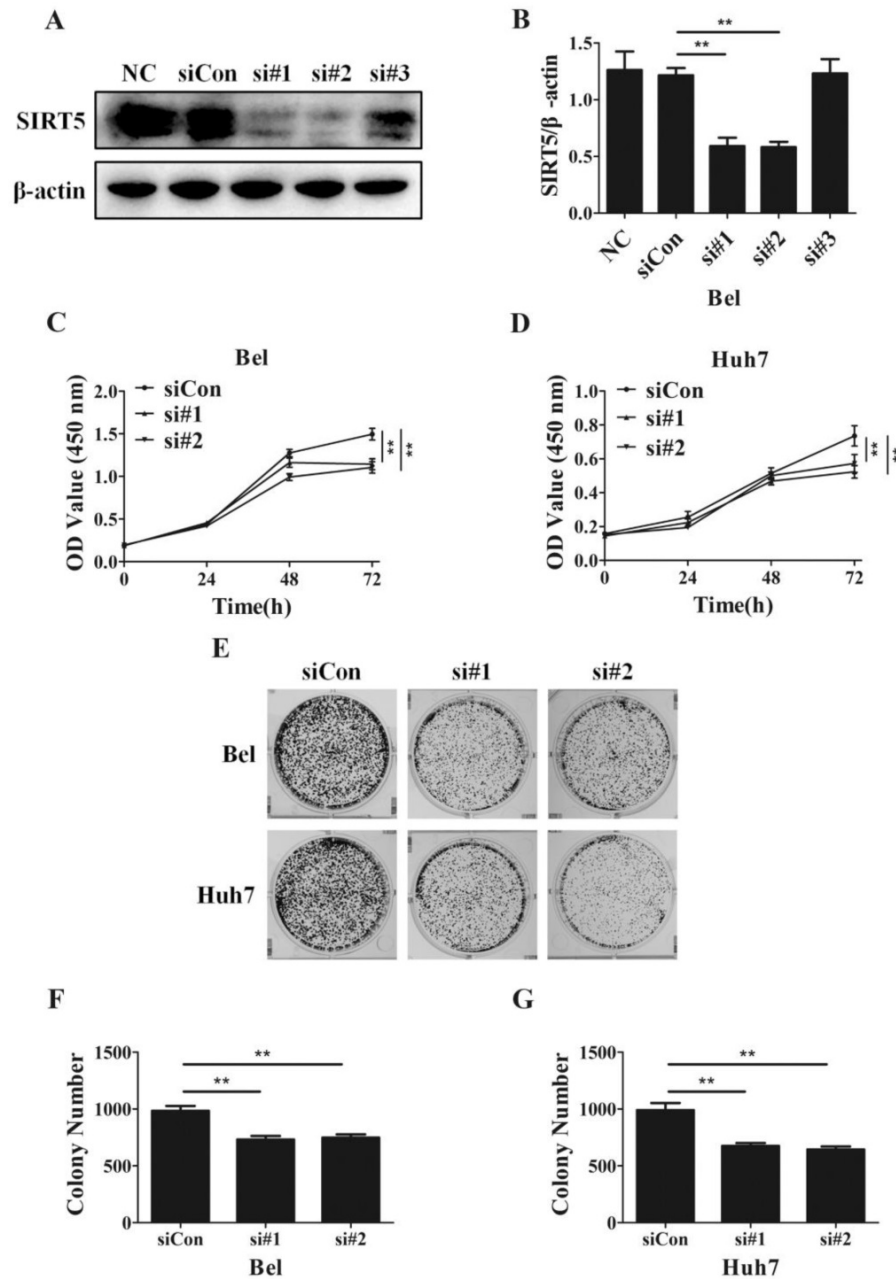 A
NC siCon si#1 si#2 si#3
SIRT5
β-actin
B
** 
**
SIRT5/β -actin
1.5
1.0
0.5
0.0
NC siCon si#1 si#2 si#3
Bel
C
Bel
OD Value (450 nm)
2.0
1.5
1.0
0.5
0.0
siCon
si#1
si#2
**
**
0 24 48 72
Time(h)
D
Huh7
OD Value (450 nm)
1.0
0.8
0.6
0.4
0.2
0.0
siCon
si#1
si#2
**
**
0 24 48 72
Time(h)
E
siCon si#1 si#2
Bel
Huh7
F
Colony Number
1500
1000
500
0
**
**
siCon si#1 si#2
Bel
G
Colony Number
1500
1000
500
0
**
**
siCon si#1 si#2
Huh7